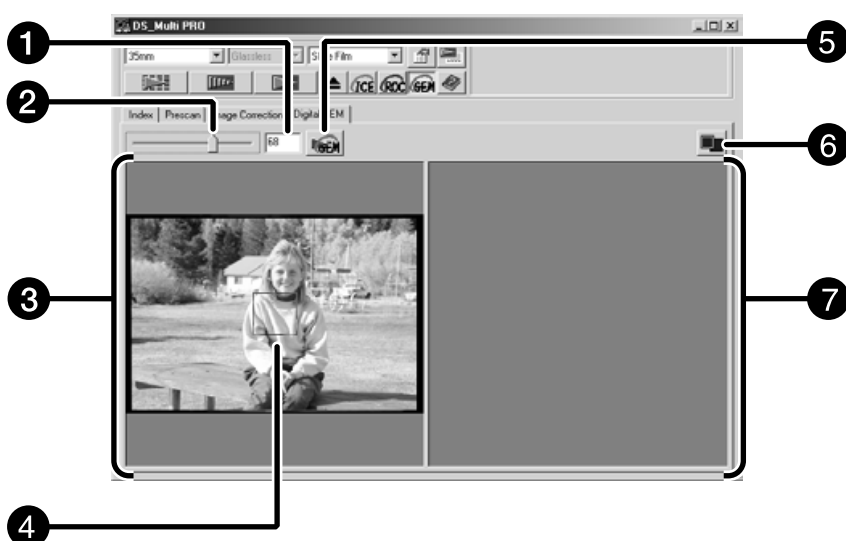 DS_Multi PRO
1
5
35mm
Glassless
Film
ICE
ROC
GEM
2
Index
Prescan
Image Correction
Digital GEM
68
GEM
6
3
7
4